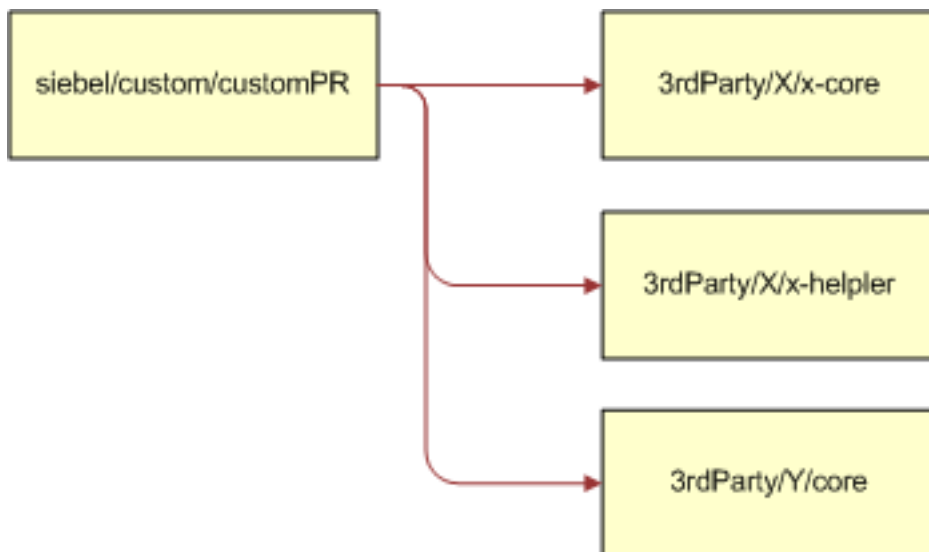 siebel/custom/customPR
3rdParty/X/x-core
3rdParty/X/x-helpler
3rdParty/Y/core